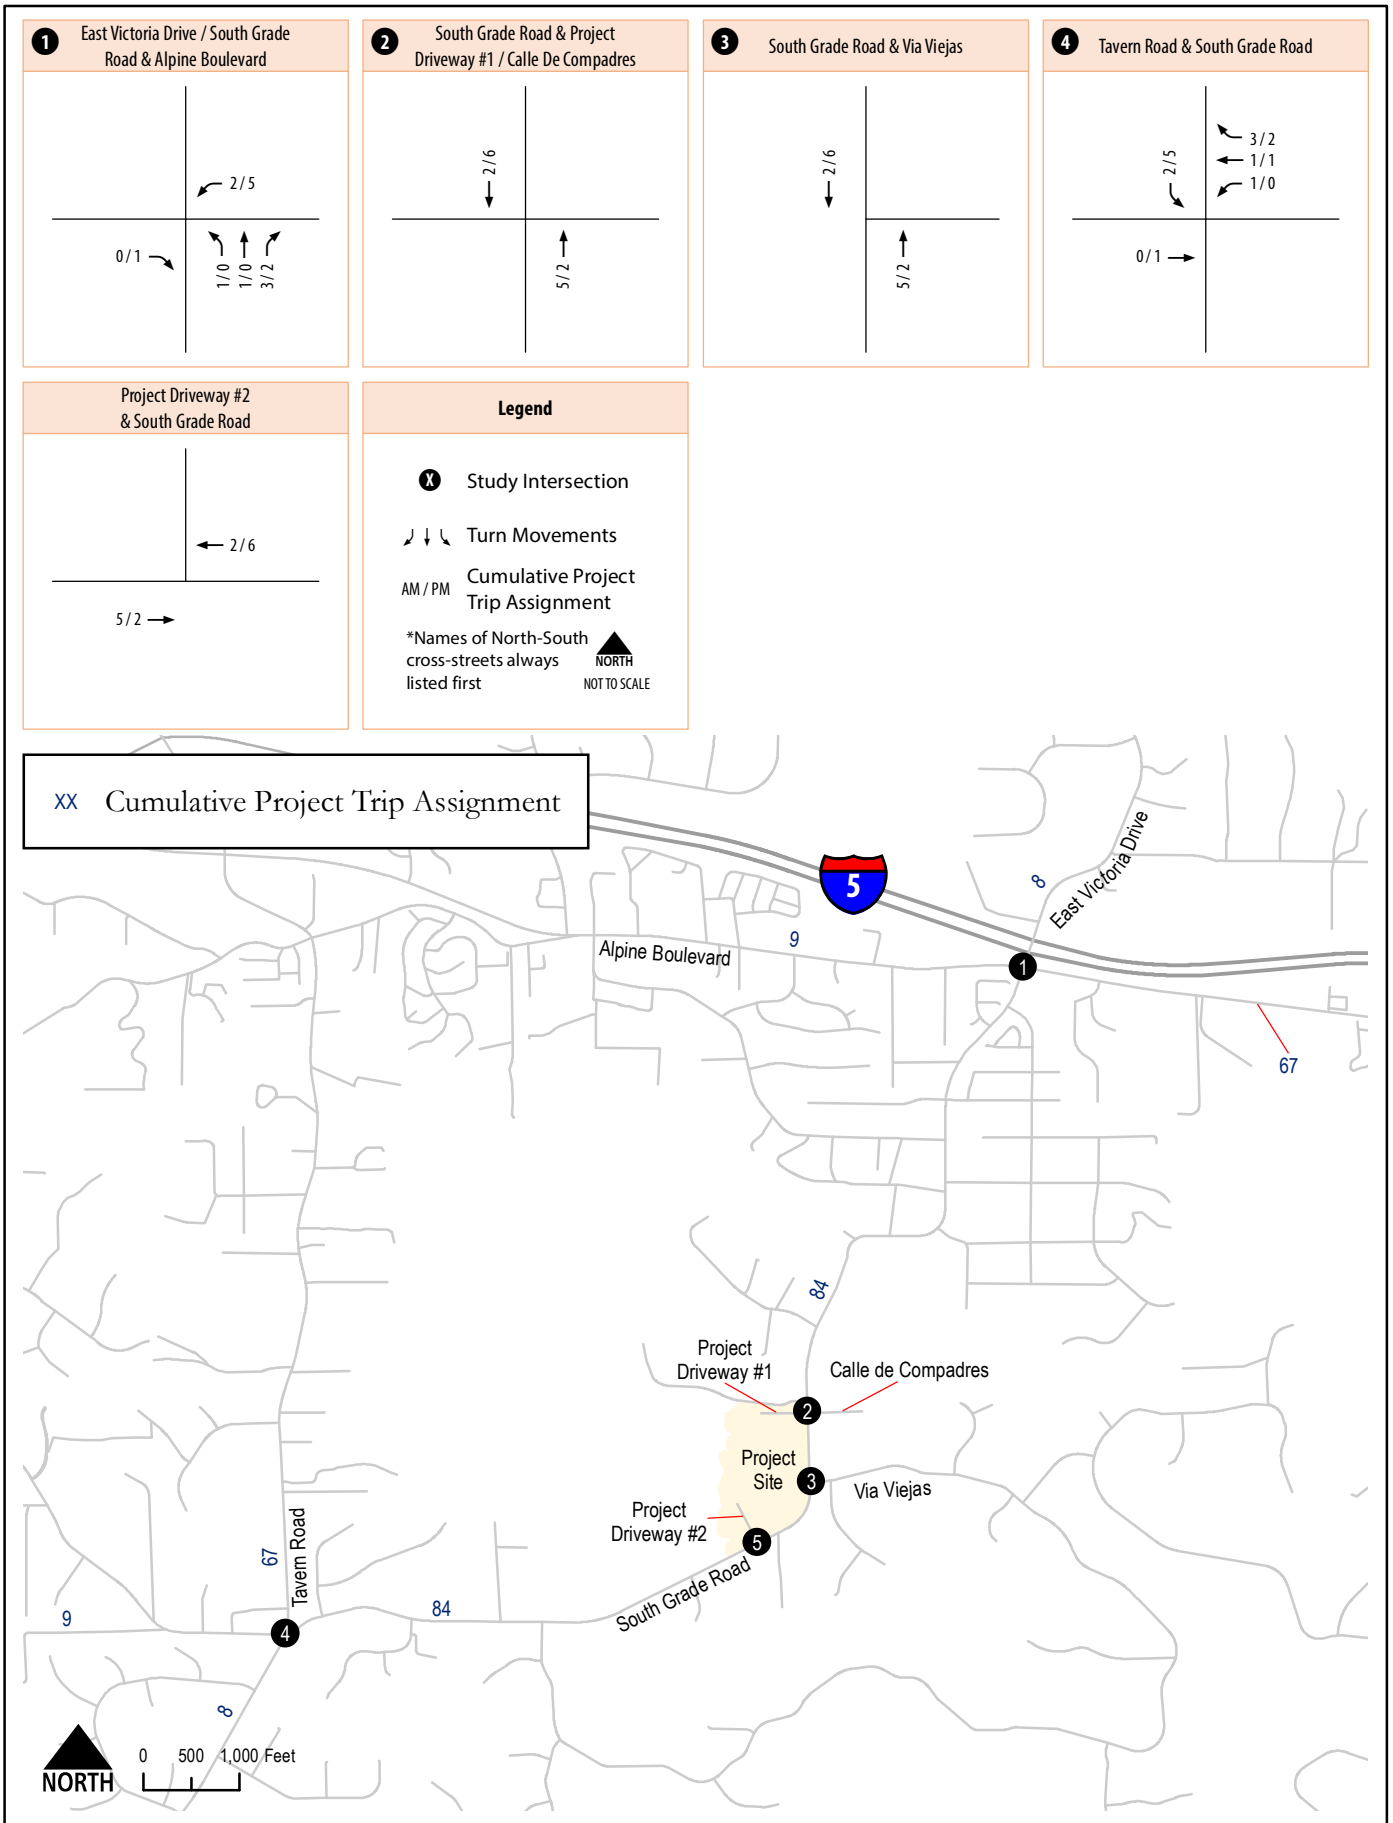 1
East Victoria Drive / South Grade
Road & Alpine Boulevard
2 / 5
0 / 1
1 / 0
1 / 0
3 / 2
2
South Grade Road & Project
Driveway #1 / Calle De Compadres
2 / 6
5 / 2
3
South Grade Road & Via Viejas
2 / 6
5 / 2
4
Tavern Road & South Grade Road
2 / 5
3 / 2
1 / 1
1 / 0
0 / 1
Project Driveway #2
& South Grade Road
2 / 6
5 / 2
Legend
X Study Intersection
Turn Movements
AM / PM
Cumulative Project
Trip Assignment
*Names of North-South
cross-streets always
listed first
NORTH
NOT TO SCALE
XX Cumulative Project Trip Assignment
5
8
East Victoria Drive
9
Alpine Boulevard
1
67
84
Project
Driveway #1
Calle de Compadres
2
Project
Site
3
Via Viejas
Project
Driveway #2
5
South Grade Road
67
Tavern Road
9
84
4
8
NORTH
0 500 1,000 Feet